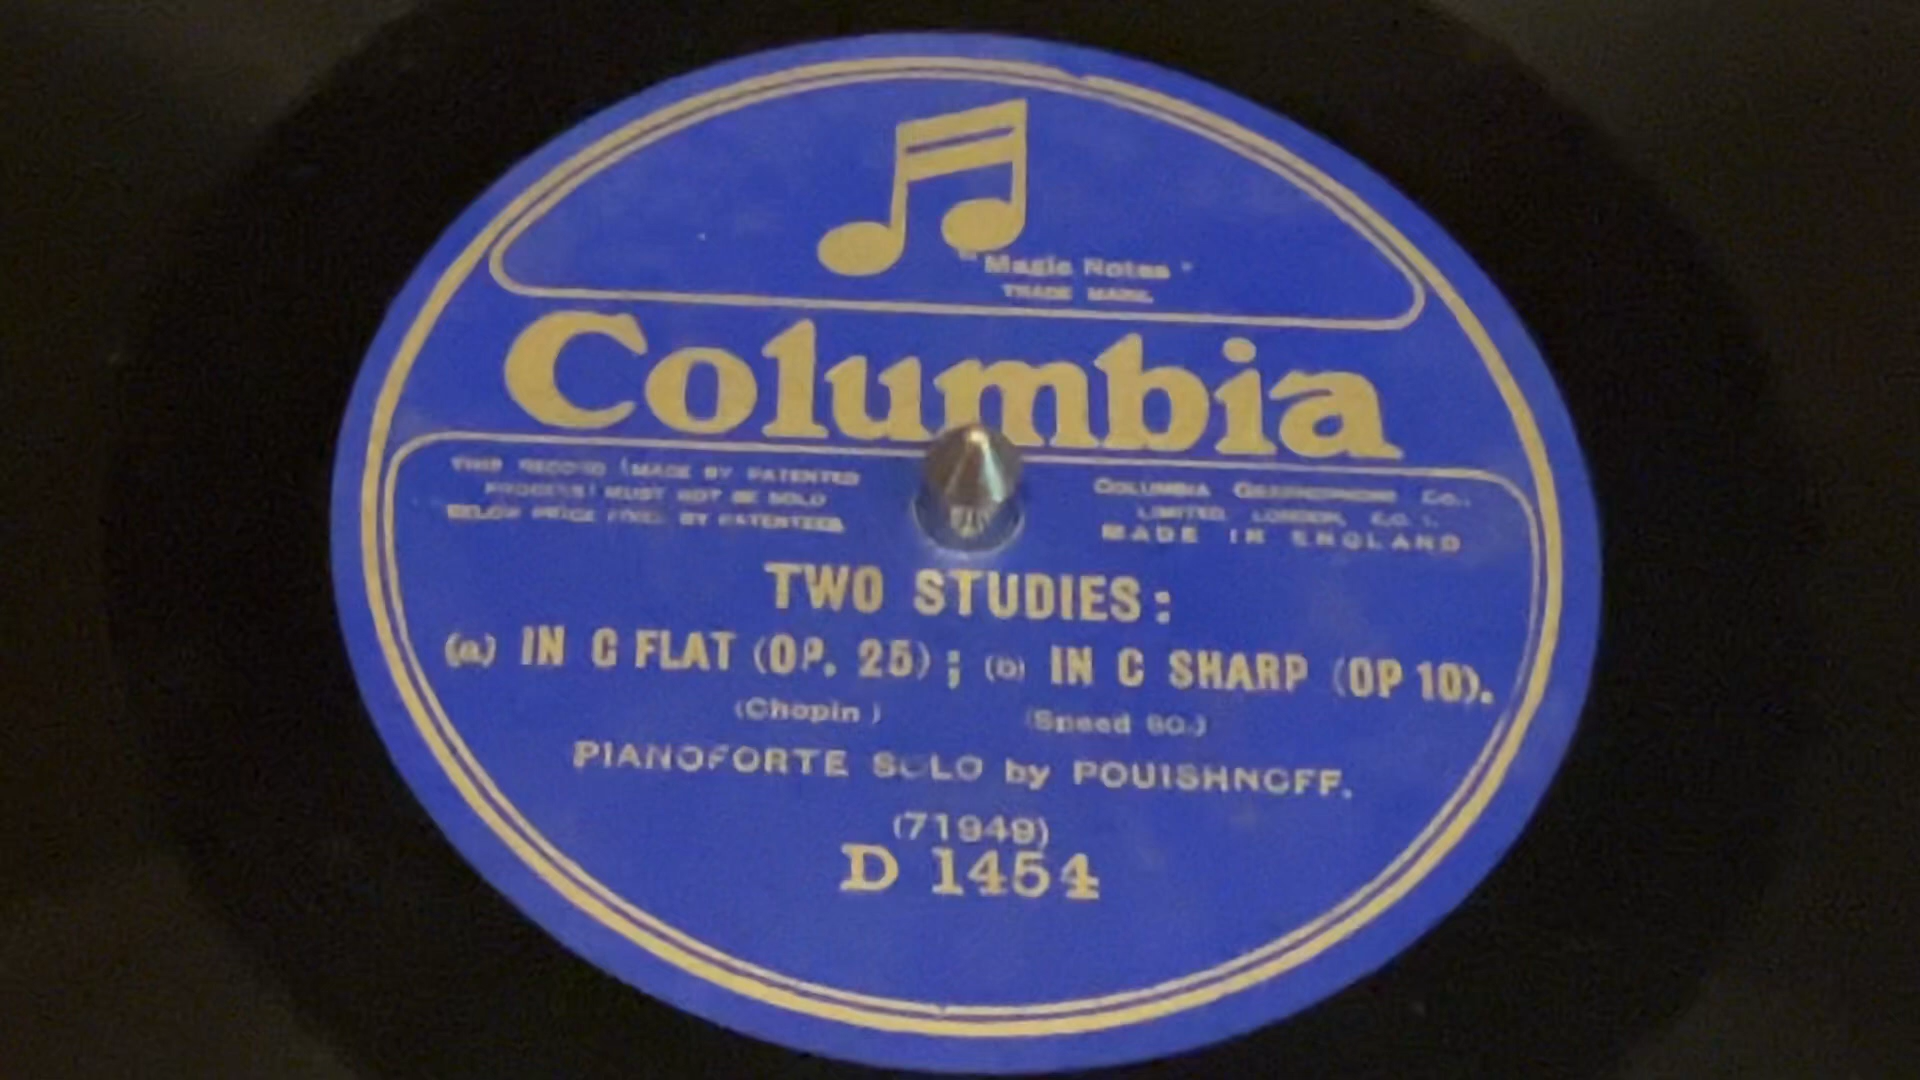 "Magic Notes"
TRADE MARK.
Columbia
THIS RECORD (MADE BY PATENTED
PROCESS) MUST NOT BE SOLD
BELOW PRICE FIXED BY PATENTEES
COLUMBIA GRAPHOPHONE Co.,
LIMITED, LONDON, E.C. 1.
MADE IN ENGLAND
TWO STUDIES:
(a) IN G FLAT (OP. 25); (b) IN C SHARP (OP 10).
(Chopin) (Speed 80.)
PIANOFORTE SOLO by POUISHNOFF.
(71949)
D 1454